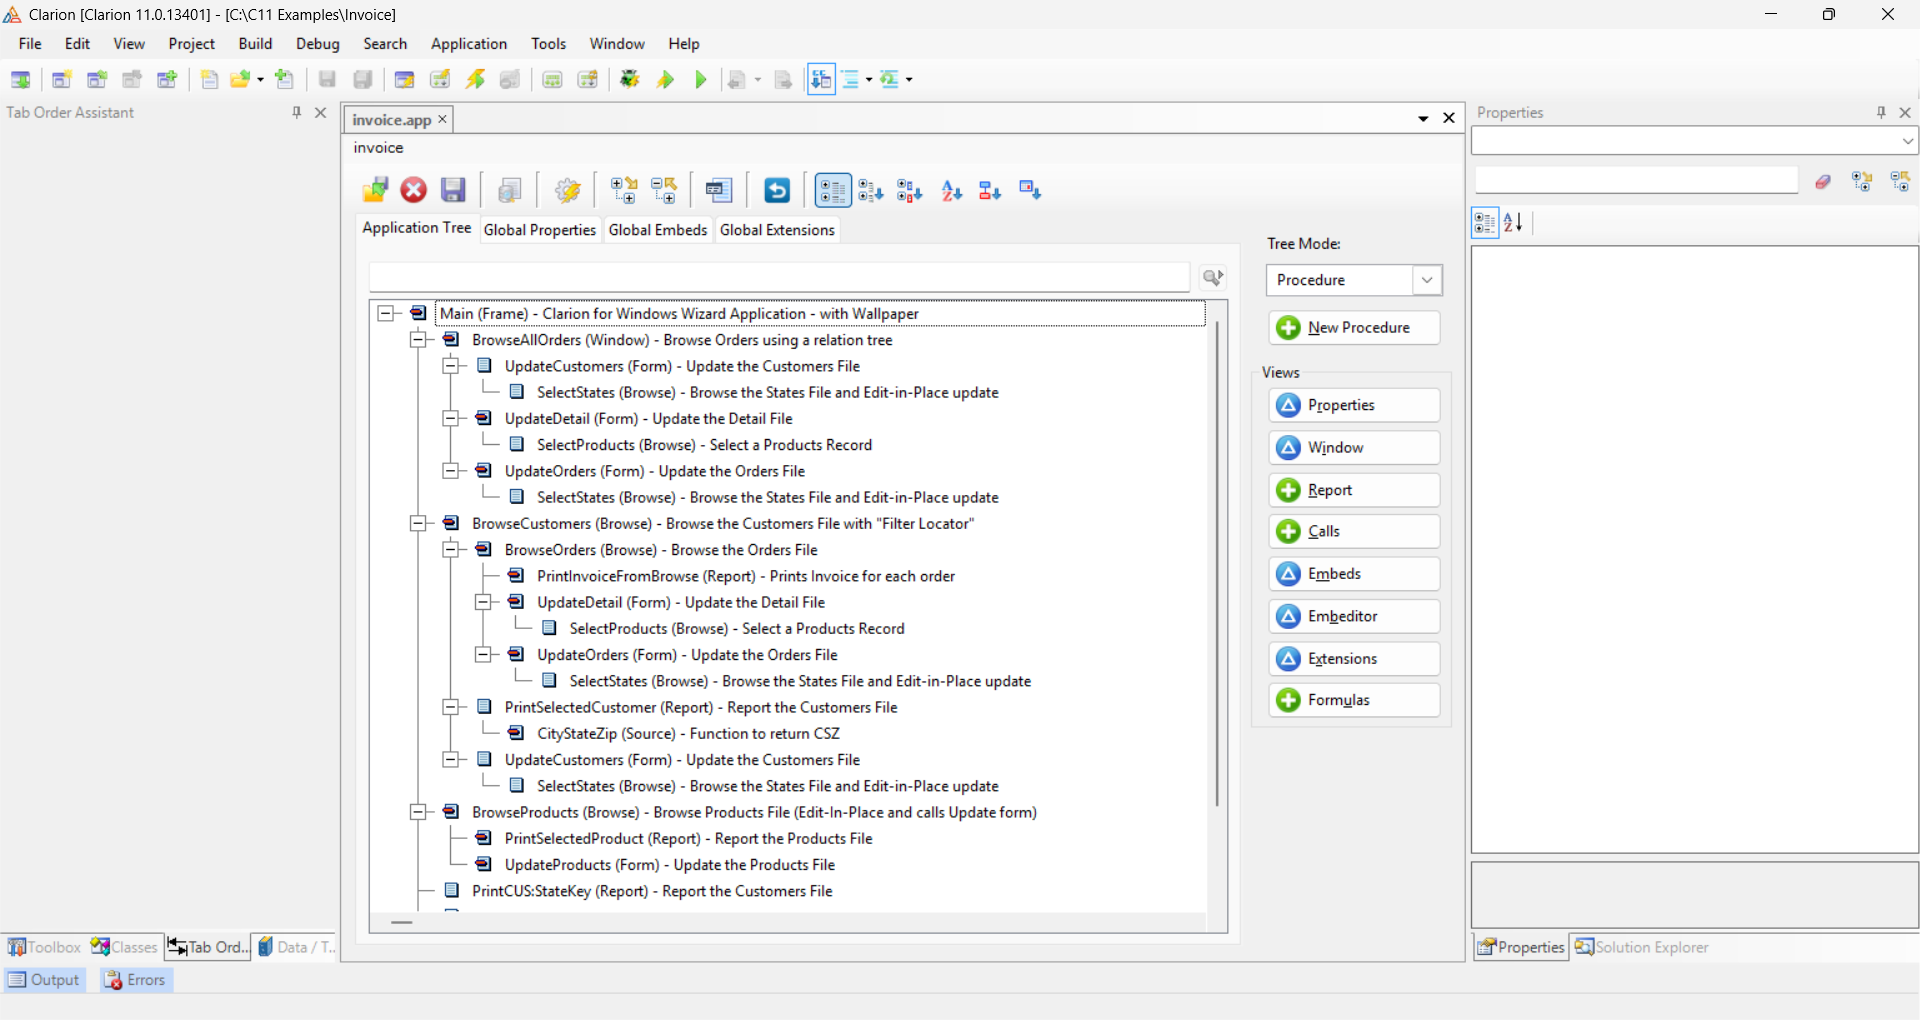 Clarion [Clarion 11.0.13401] - [C:\C11 Examples\Invoice]
File Edit View Project Build Debug Search Application Tools Window Help
Tab Order Assistant
invoice.app
Properties
invoice
Application Tree Global Properties Global Embeds Global Extensions
Tree Mode:
Procedure
Main (Frame) - Clarion for Windows Wizard Application - with Wallpaper
New Procedure
BrowseAllOrders (Window) - Browse Orders using a relation tree
UpdateCustomers (Form) - Update the Customers File
Views
SelectStates (Browse) - Browse the States File and Edit-in-Place update
Properties
UpdateDetail (Form) - Update the Detail File
SelectProducts (Browse) - Select a Products Record
Window
UpdateOrders (Form) - Update the Orders File
Report
SelectStates (Browse) - Browse the States File and Edit-in-Place update
BrowseCustomers (Browse) - Browse the Customers File with "Filter Locator"
Calls
BrowseOrders (Browse) - Browse the Orders File
PrintInvoiceFromBrowse (Report) - Prints Invoice for each order
Embeds
UpdateDetail (Form) - Update the Detail File
Embeditor
SelectProducts (Browse) - Select a Products Record
UpdateOrders (Form) - Update the Orders File
Extensions
SelectStates (Browse) - Browse the States File and Edit-in-Place update
Formulas
PrintSelectedCustomer (Report) - Report the Customers File
CityStateZip (Source) - Function to return CSZ
UpdateCustomers (Form) - Update the Customers File
SelectStates (Browse) - Browse the States File and Edit-in-Place update
BrowseProducts (Browse) - Browse Products File (Edit-In-Place and calls Update form)
PrintSelectedProduct (Report) - Report the Products File
UpdateProducts (Form) - Update the Products File
PrintCUS:StateKey (Report) - Report the Customers File
Toolbox Classes Tab Ord... Data / T...
Properties Solution Explorer
Output Errors